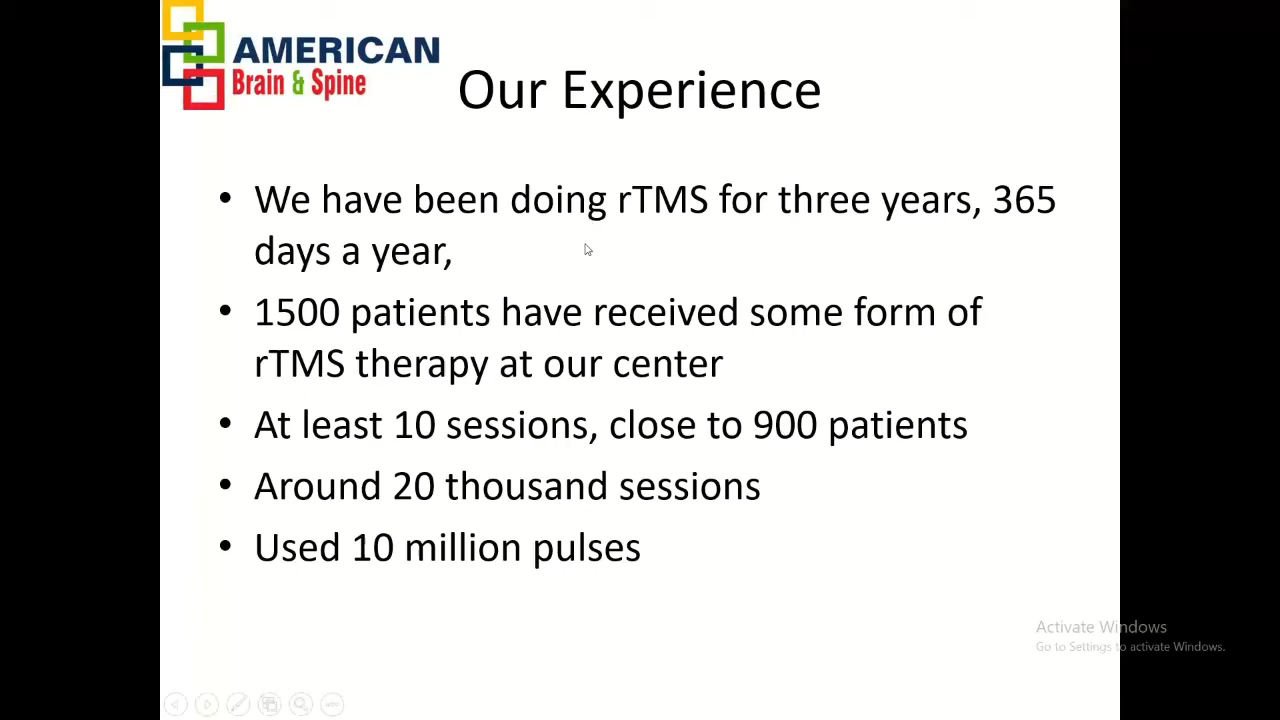 AMERICAN
Brain & Spine
Our Experience
• We have been doing rTMS for three years, 365
days a year,
• 1500 patients have received some form of
rTMS therapy at our center
• At least 10 sessions, close to 900 patients
• Around 20 thousand sessions
• Used 10 million pulses
Activate Windows
Go to Settings to activate Windows.